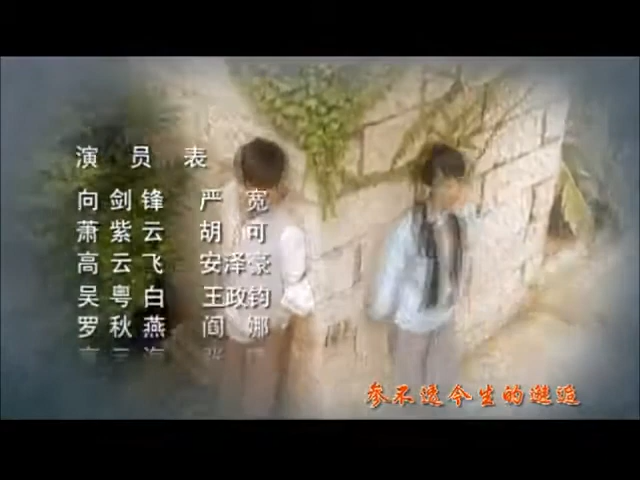 演 员 表
向剑锋 严 宽
萧紫云 胡 可
高云飞 安泽豪
吴粤白 王政钧
罗秋燕 阎 娜
参不透今生的邂逅